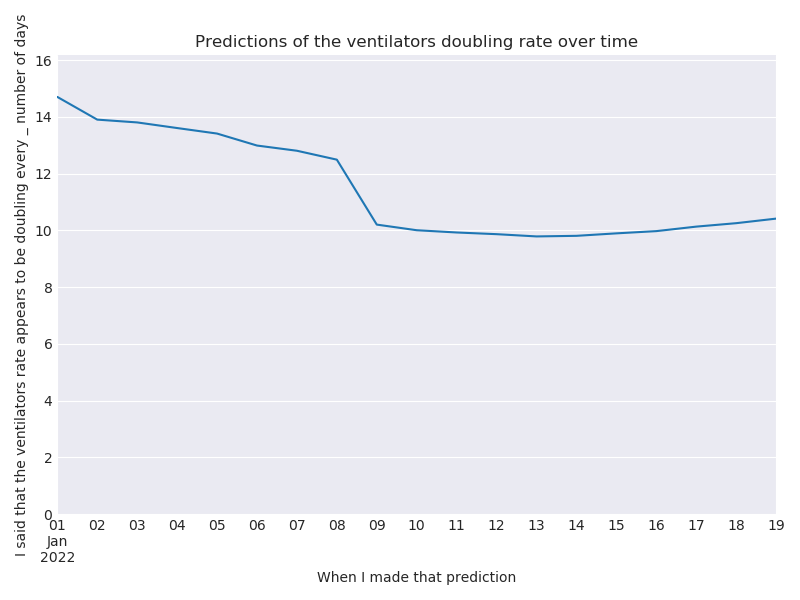 Predictions of the ventilators doubling rate over time
I said that the ventilators rate appears to be doubling every _ number of days
16
14
12
10
8
6
4
2
0
01 02 03 04 05 06 07 08 09 10 11 12 13 14 15 16 17 18 19
Jan
2022
When I made that prediction